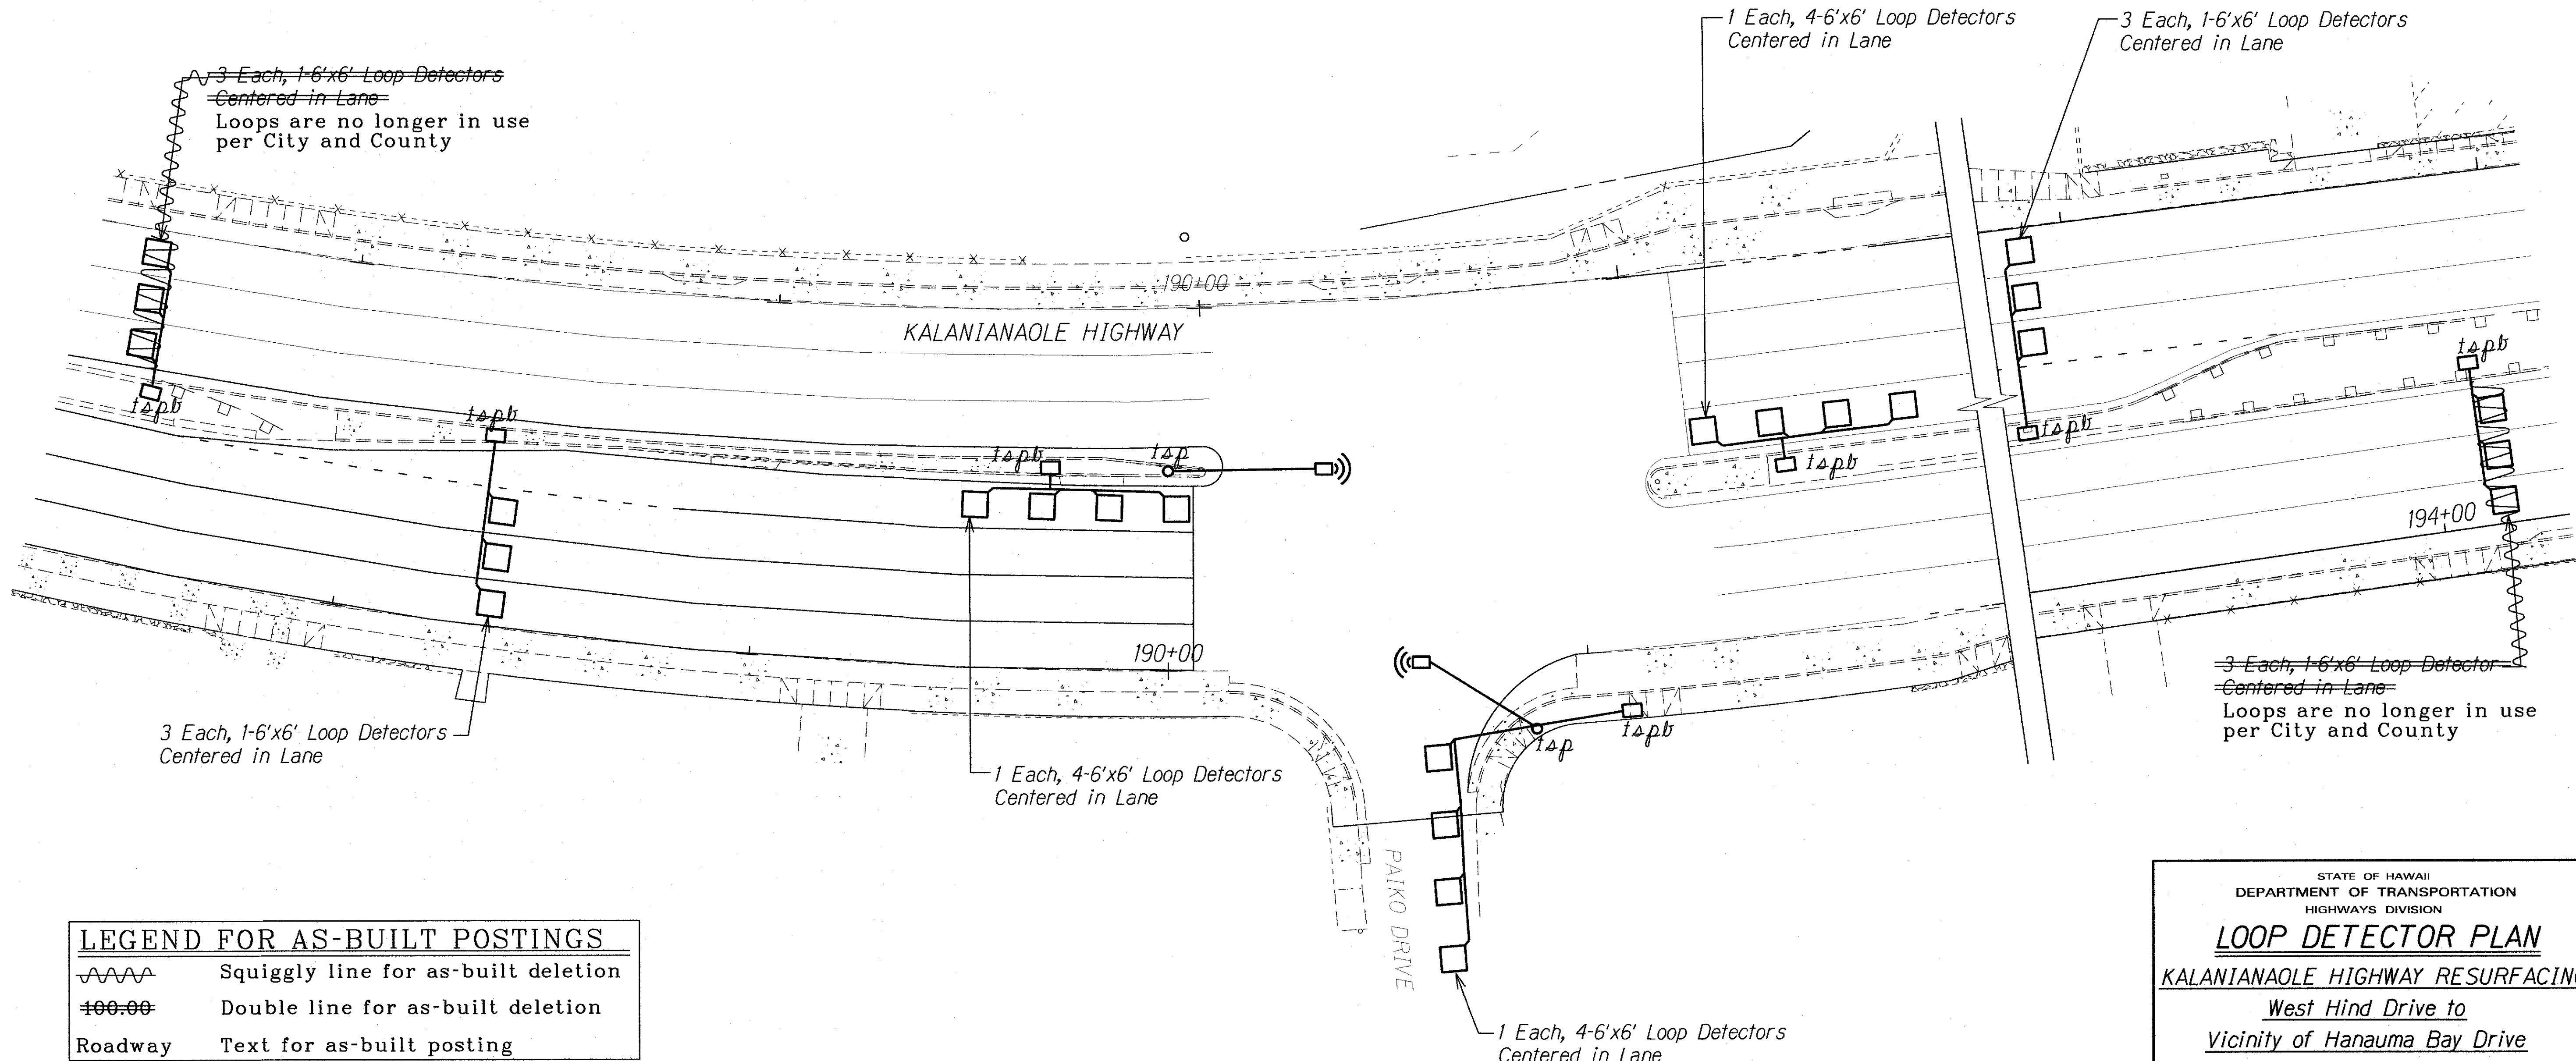 1 Each, 4-6'x6' Loop Detectors
Centered in Lane
3 Each, 1-6'x6' Loop Detectors
Centered in Lane
3 Each, 1-6'x6' Loop Detectors
Centered in Lane
Loops are no longer in use
per City and County
190+00
KALANIANAOLE HIGHWAY
tspb
tspb
tspb
tspb
tsp
tspb
tspb
194+00
190+00
3 Each, 1-6'x6' Loop Detector
Centered in Lane
Loops are no longer in use
per City and County
tspb
tsp
3 Each, 1-6'x6' Loop Detectors
Centered in Lane
1 Each, 4-6'x6' Loop Detectors
Centered in Lane
PAIKO DRIVE
LEGEND FOR AS-BUILT POSTINGS
Squiggly line for as-built deletion
100.00 Double line for as-built deletion
Roadway Text for as-built posting
1 Each, 4-6'x6' Loop Detectors
Centered in Lane
STATE OF HAWAII
DEPARTMENT OF TRANSPORTATION
HIGHWAYS DIVISION
LOOP DETECTOR PLAN
KALANIANAOLE HIGHWAY RESURFACING
West Hind Drive to
Vicinity of Hanauma Bay Drive